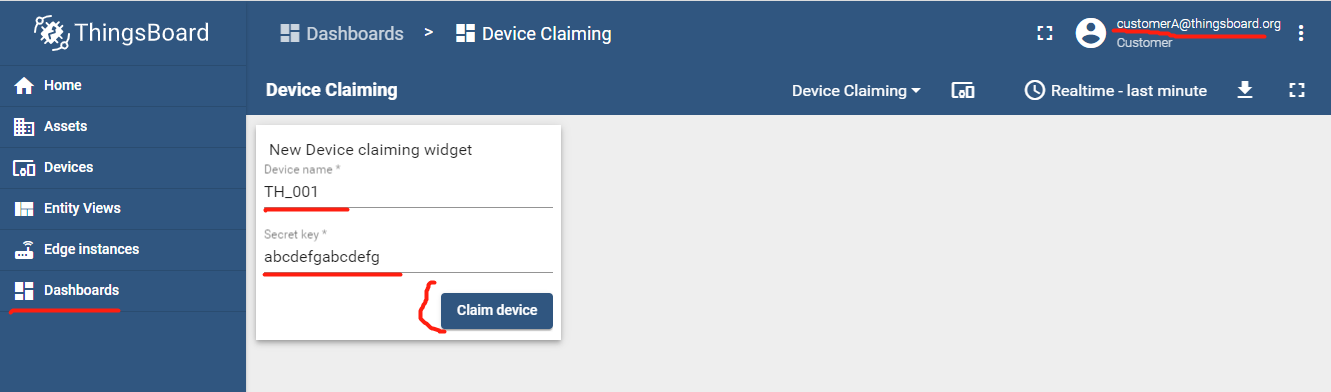 ThingsBoard
Dashboards > Device Claiming
customerA@thingsboard.org
Customer
Home
Assets
Devices
Entity Views
Edge instances
Dashboards
Device Claiming
Device Claiming
Realtime - last minute
New Device claiming widget
Device name *
TH_001
Secret key *
abcdefgabcdefg
Claim device